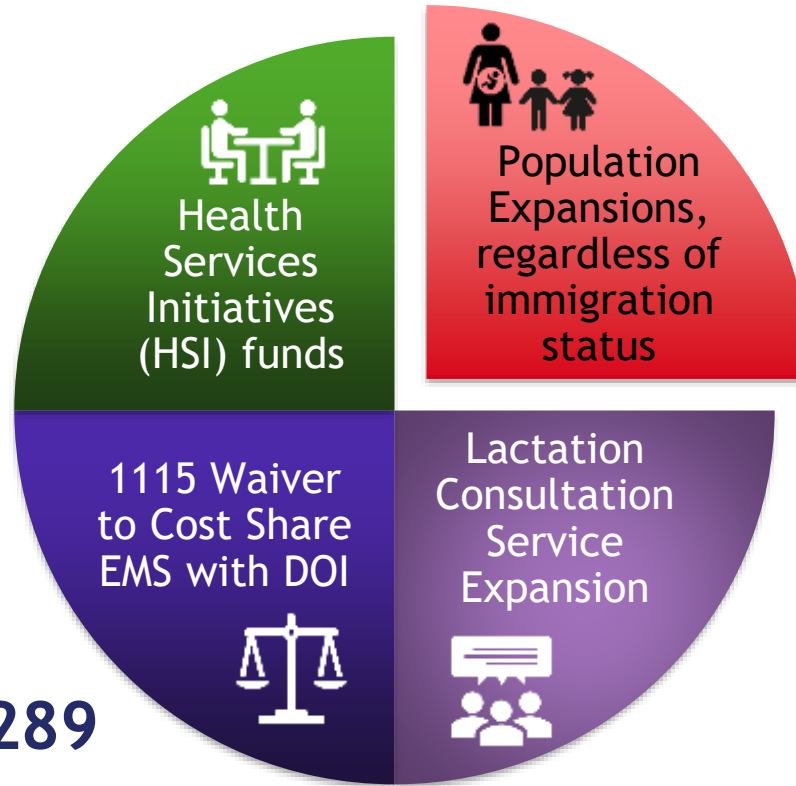 Health
Services
Initiatives
(HSI) funds
Population
Expansions,
regardless of
immigration
status
1115 Waiver
to Cost Share
EMS with DOI
Lactation
Consultation
Service
Expansion
289